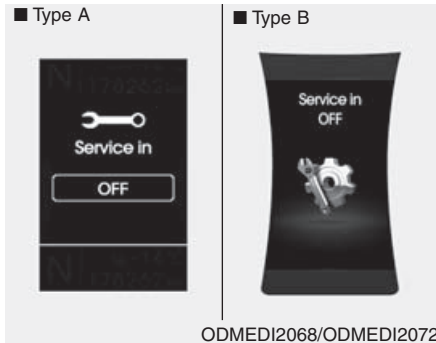 ■ Type A
Service in
OFF
■ Type B
Service in
OFF
ODMEDI2068/ODMEDI2072